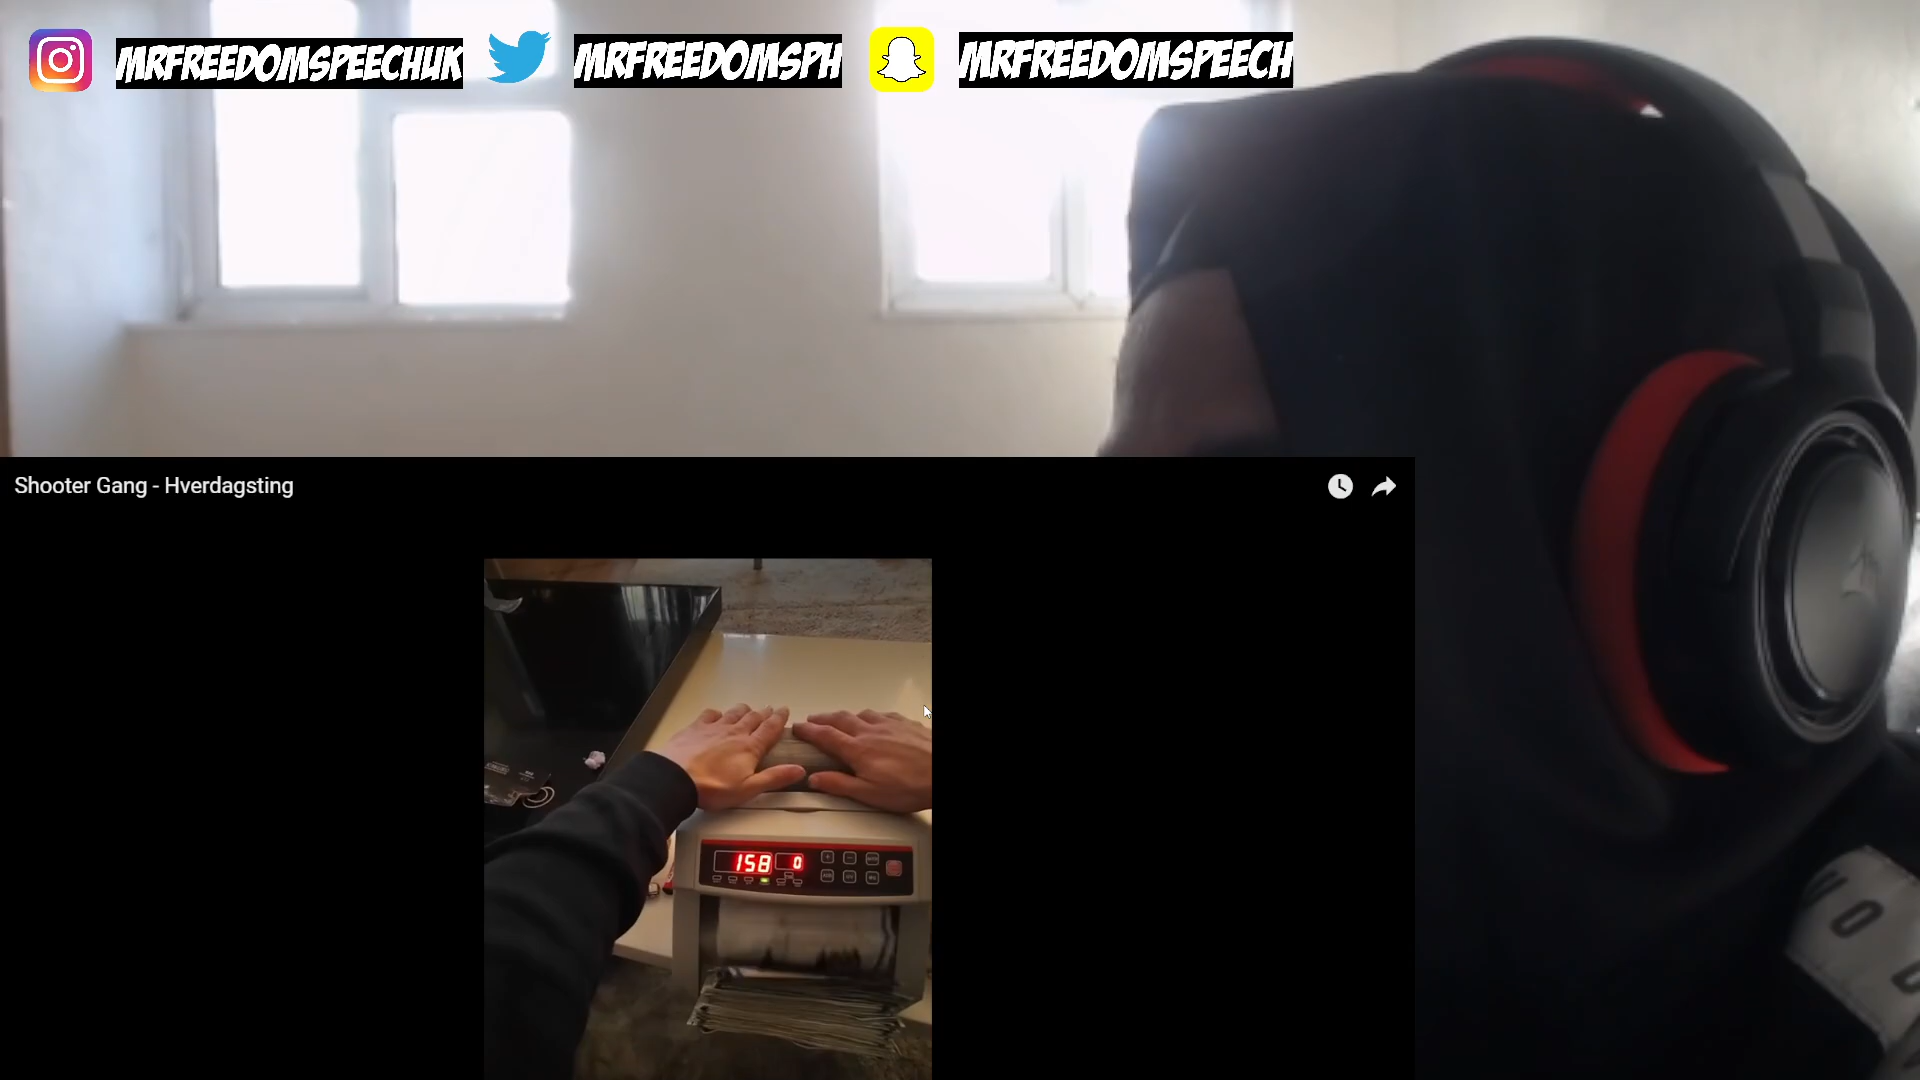 MRFREEDOMSPEECHUK
MRFREEDOMSPH
MRFREEDOMSPEECH
Shooter Gang - Hverdagsting
158 0